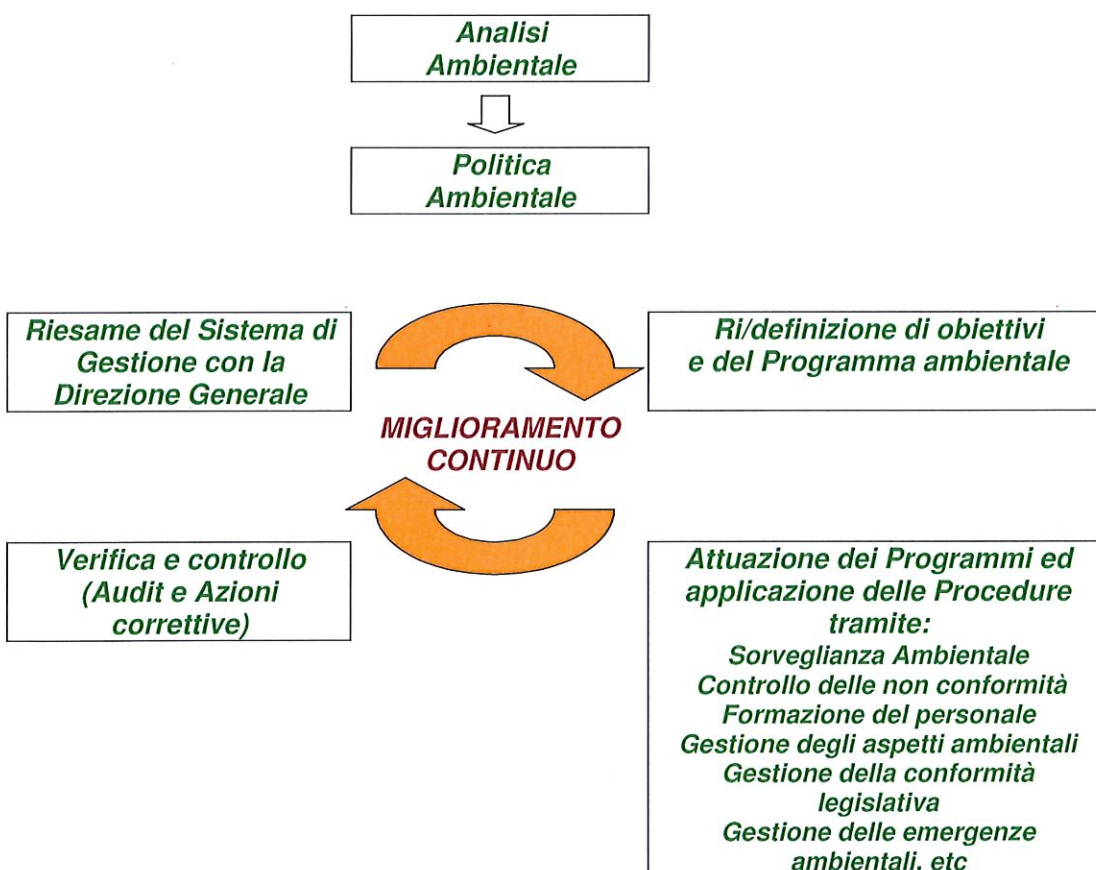 Analisi
Ambientale
Politica
Ambientale
Riesame del Sistema di
Gestione con la
Direzione Generale
Ri/definizione di obiettivi
e del Programma ambientale
MIGLIORAMENTO
CONTINUO
Verifica e controllo
(Audit e Azioni
correttive)
Attuazione dei Programmi ed
applicazione delle Procedure
tramite:
Sorveglianza Ambientale
Controllo delle non conformità
Formazione del personale
Gestione degli aspetti ambientali
Gestione della conformità
legislativa
Gestione delle emergenze
ambientali, etc